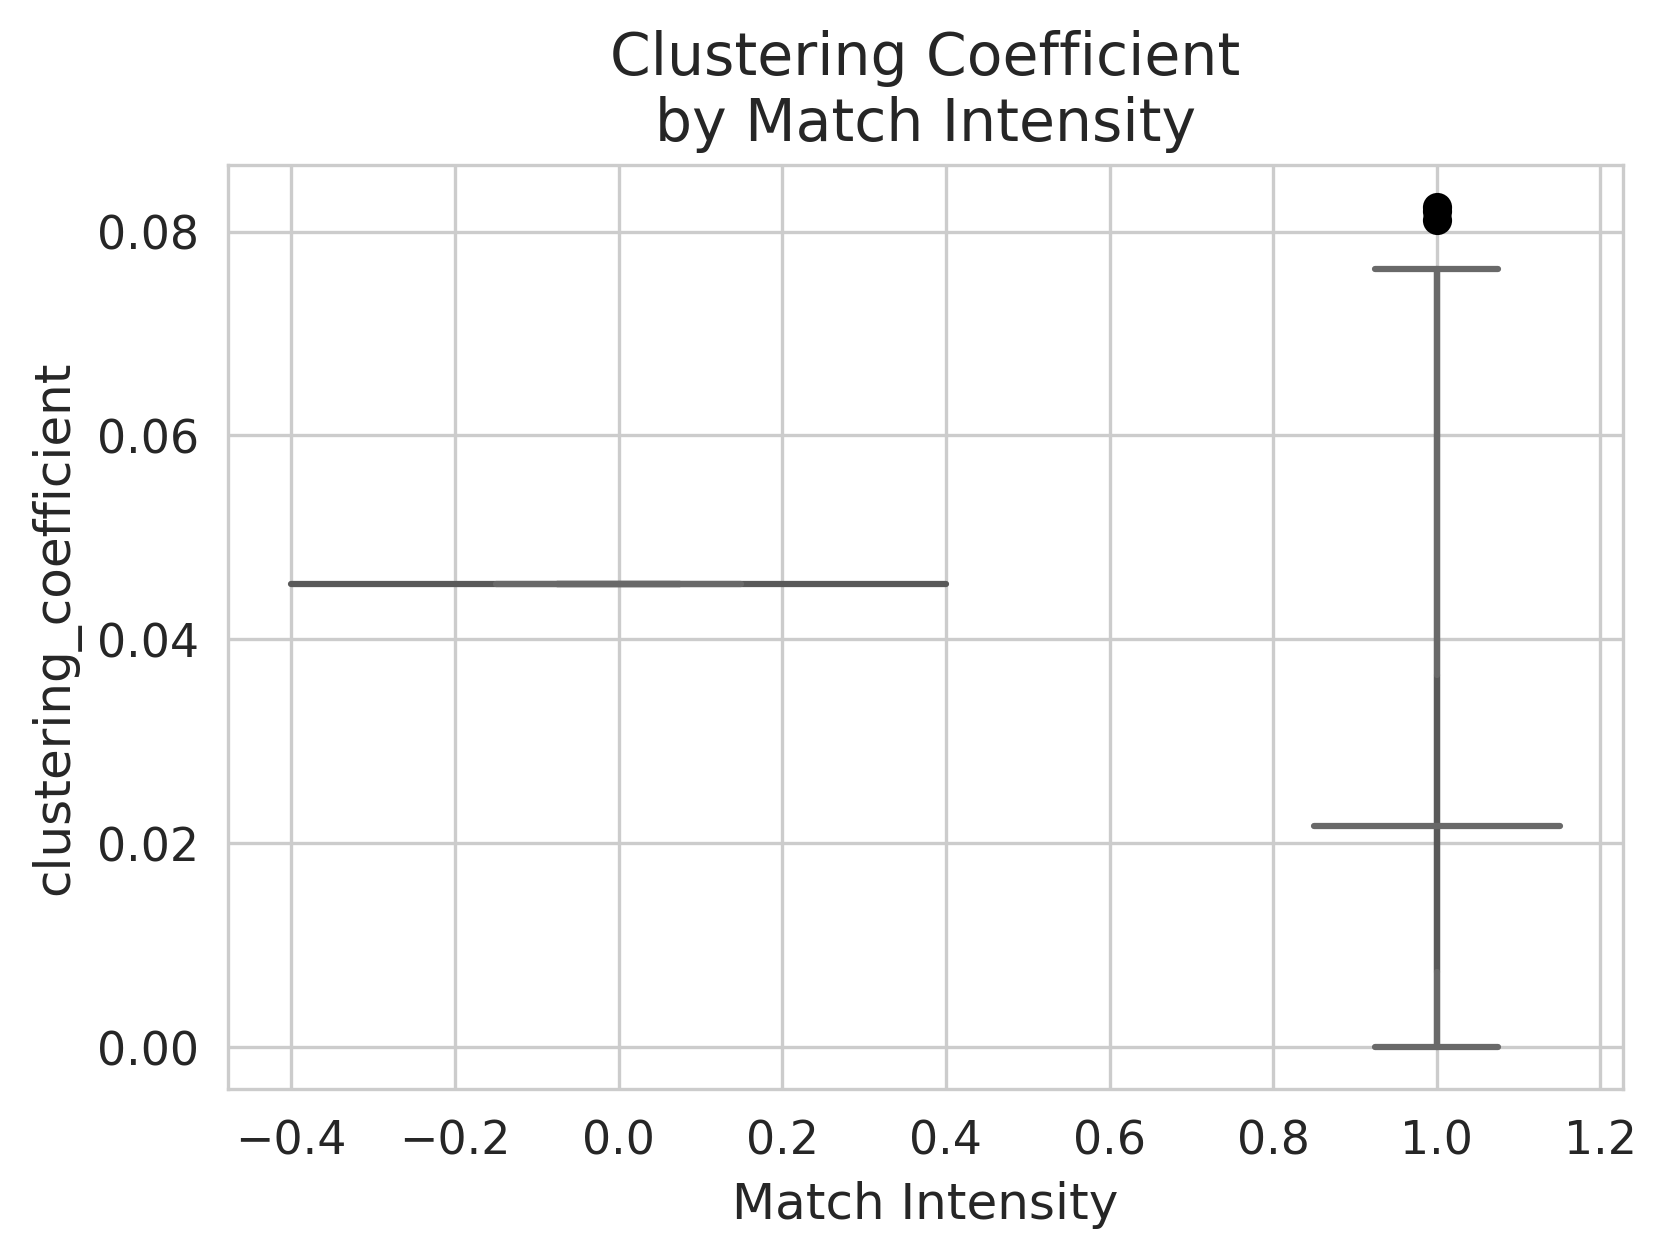 Clustering Coefficient
by Match Intensity
clustering_coefficient
0.08
0.06
0.04
0.02
0.00
−0.4 −0.2 0.0 0.2 0.4 0.6 0.8 1.0 1.2
Match Intensity